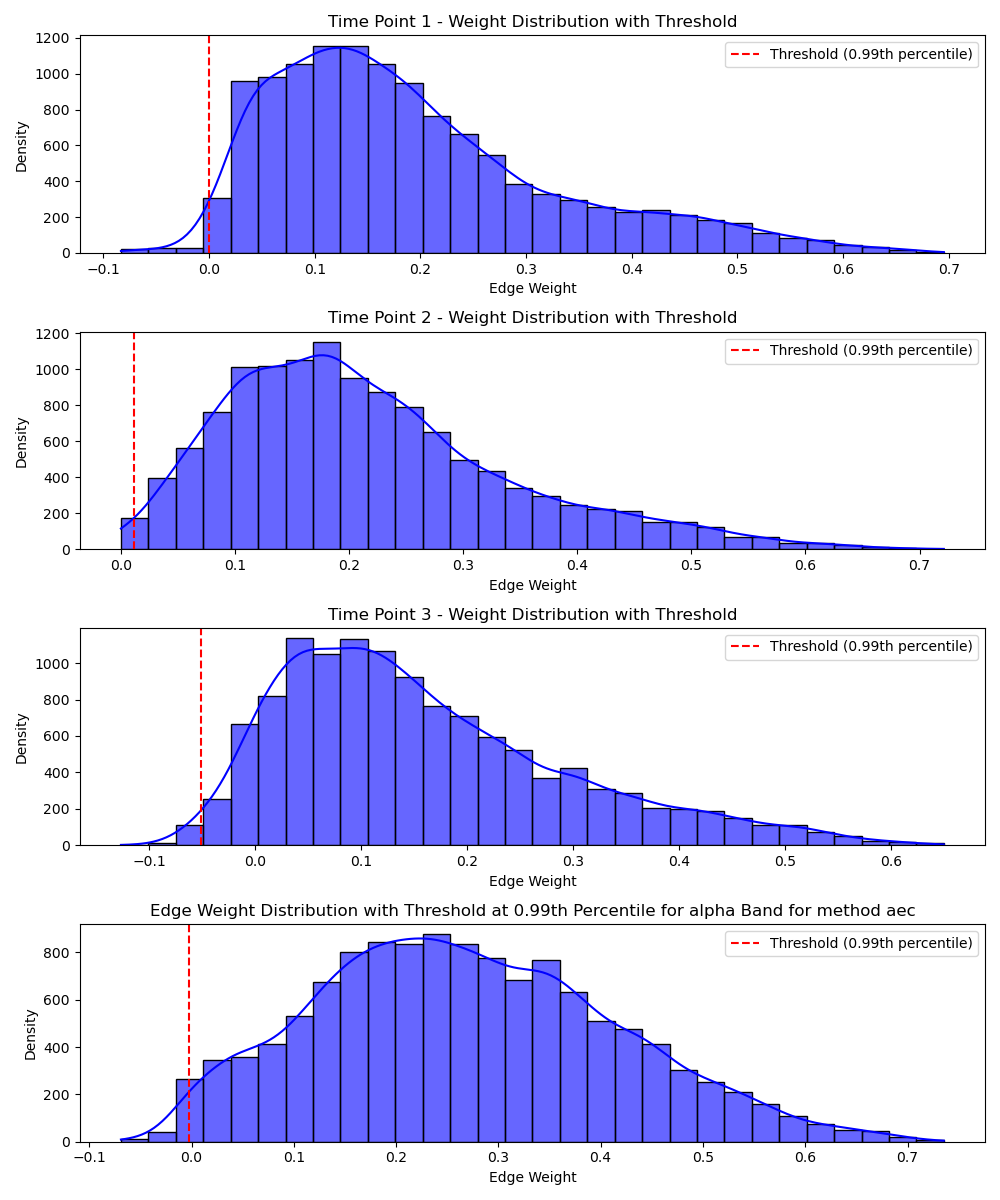 Time Point 1 - Weight Distribution with Threshold
Density
1200
1000
800
600
400
200
0
Threshold (0.99th percentile)
−0.1 0.0 0.1 0.2 0.3 0.4 0.5 0.6 0.7
Edge Weight
Time Point 2 - Weight Distribution with Threshold
Density
1200
1000
800
600
400
200
0
Threshold (0.99th percentile)
0.0 0.1 0.2 0.3 0.4 0.5 0.6 0.7
Edge Weight
Time Point 3 - Weight Distribution with Threshold
Density
1000
800
600
400
200
0
Threshold (0.99th percentile)
−0.1 0.0 0.1 0.2 0.3 0.4 0.5 0.6
Edge Weight
Edge Weight Distribution with Threshold at 0.99th Percentile for alpha Band for method aec
Density
800
600
400
200
0
Threshold (0.99th percentile)
−0.1 0.0 0.1 0.2 0.3 0.4 0.5 0.6 0.7
Edge Weight